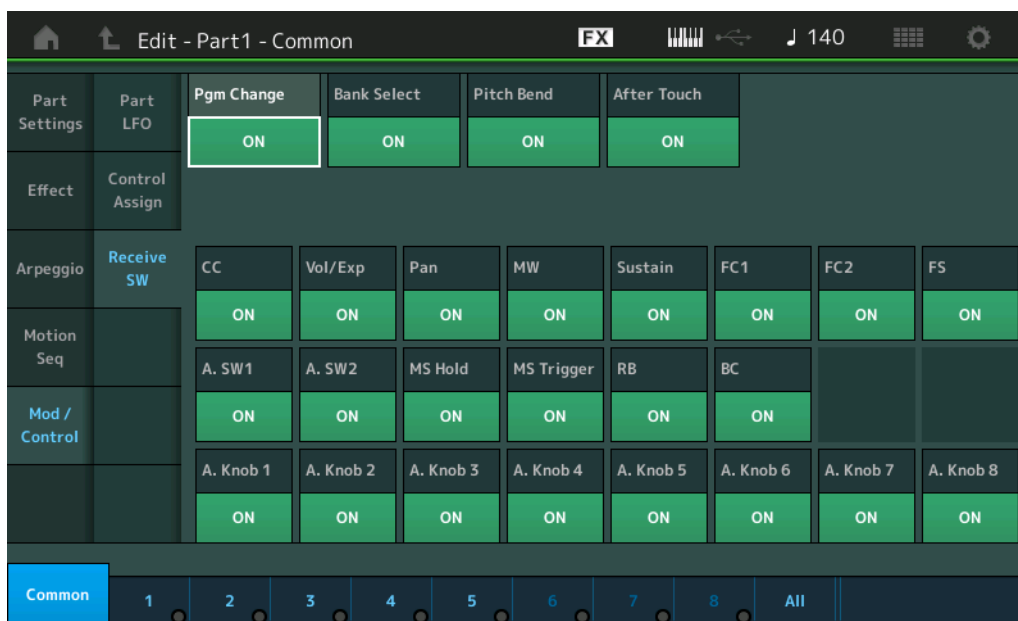 Edit - Part1 - Common
FX
140
Part
Settings
Part
LFO
Pgm Change
Bank Select
Pitch Bend
After Touch
ON
ON
ON
ON
Effect
Control
Assign
Arpeggio
Receive
SW
CC
Vol/Exp
Pan
MW
Sustain
FC1
FC2
FS
ON
ON
ON
ON
ON
ON
ON
ON
Motion
Seq
A. SW1
A. SW2
MS Hold
MS Trigger
RB
BC
ON
ON
ON
ON
ON
ON
Mod /
Control
A. Knob 1
A. Knob 2
A. Knob 3
A. Knob 4
A. Knob 5
A. Knob 6
A. Knob 7
A. Knob 8
ON
ON
ON
ON
ON
ON
ON
ON
Common
1
2
3
4
5
6
7
8
All